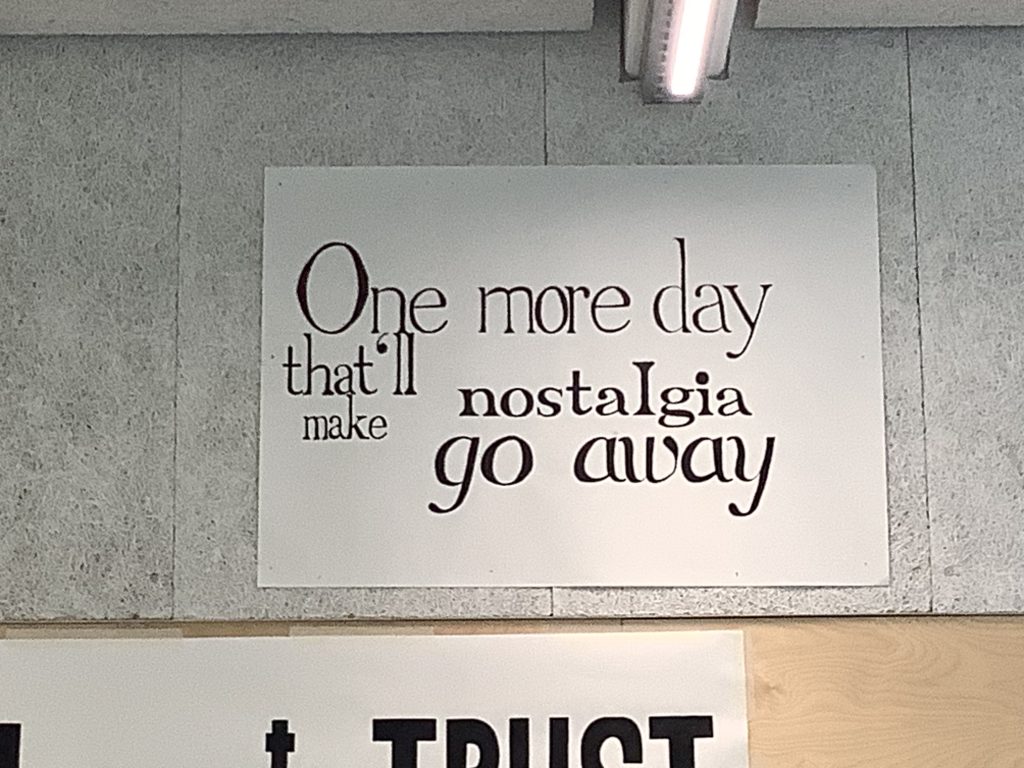 One more day
that'll
make nostalgia
go away
t TRUST